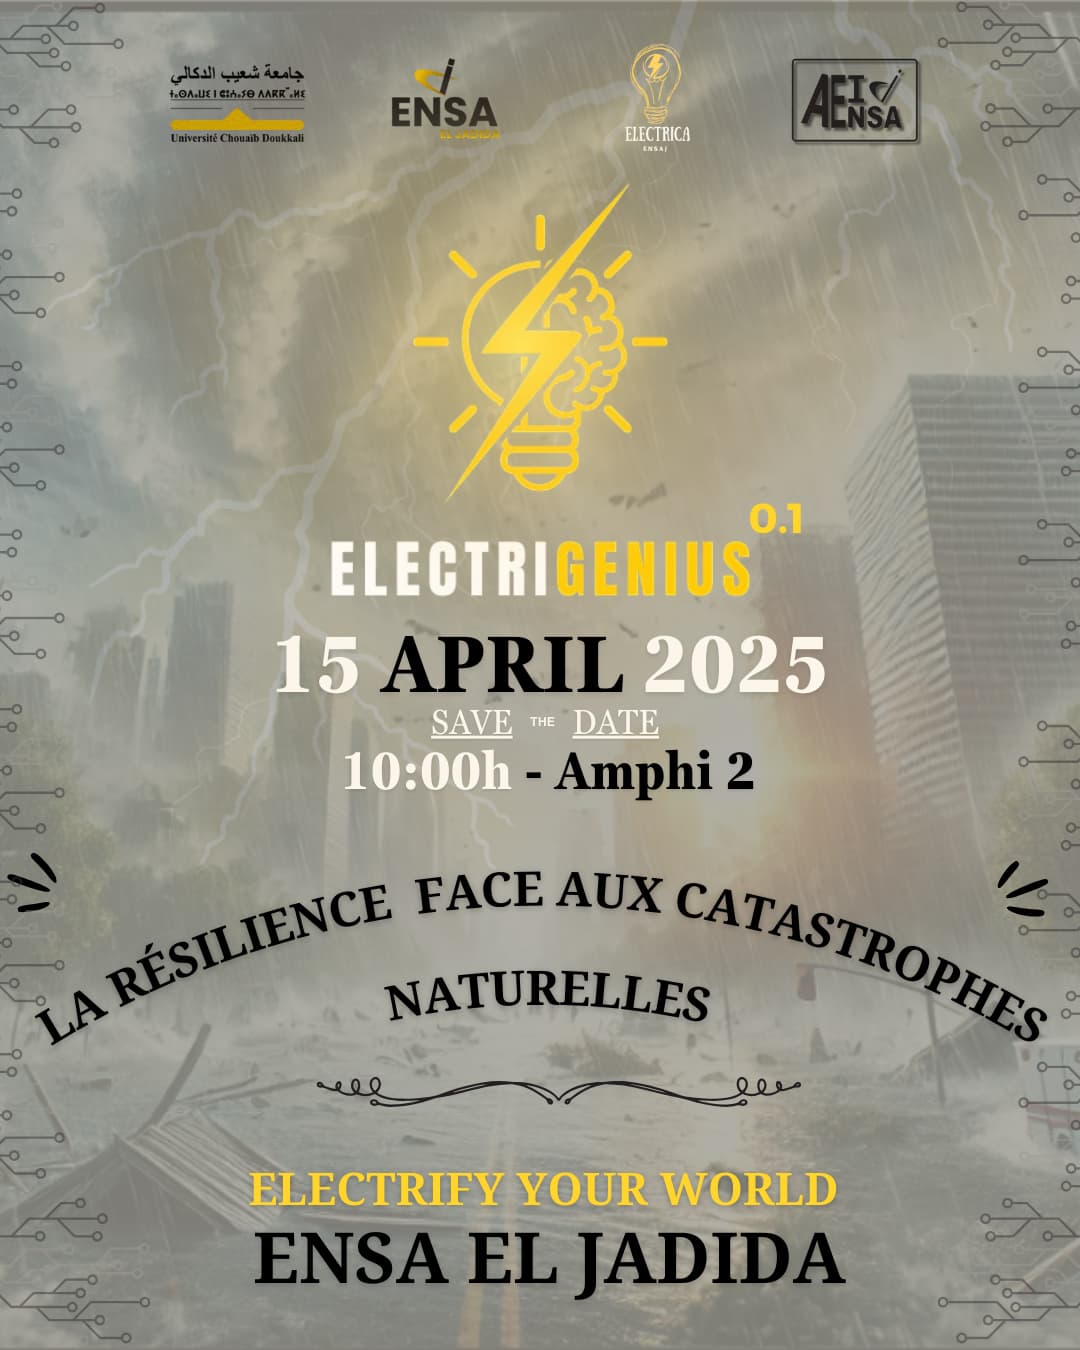 جامعة شعيب الدكالي
Université Chouaïb Doukkali
ENSA
EL JADIDA
ELECTRICA
ENSAJ
AEI
ENSA
0.1
ELECTRIGENIUS
15 APRIL 2025
SAVE THE DATE
10:00h - Amphi 2
LA RÉSILIENCE FACE AUX CATASTROPHES
NATURELLES
ELECTRIFY YOUR WORLD
ENSA EL JADIDA